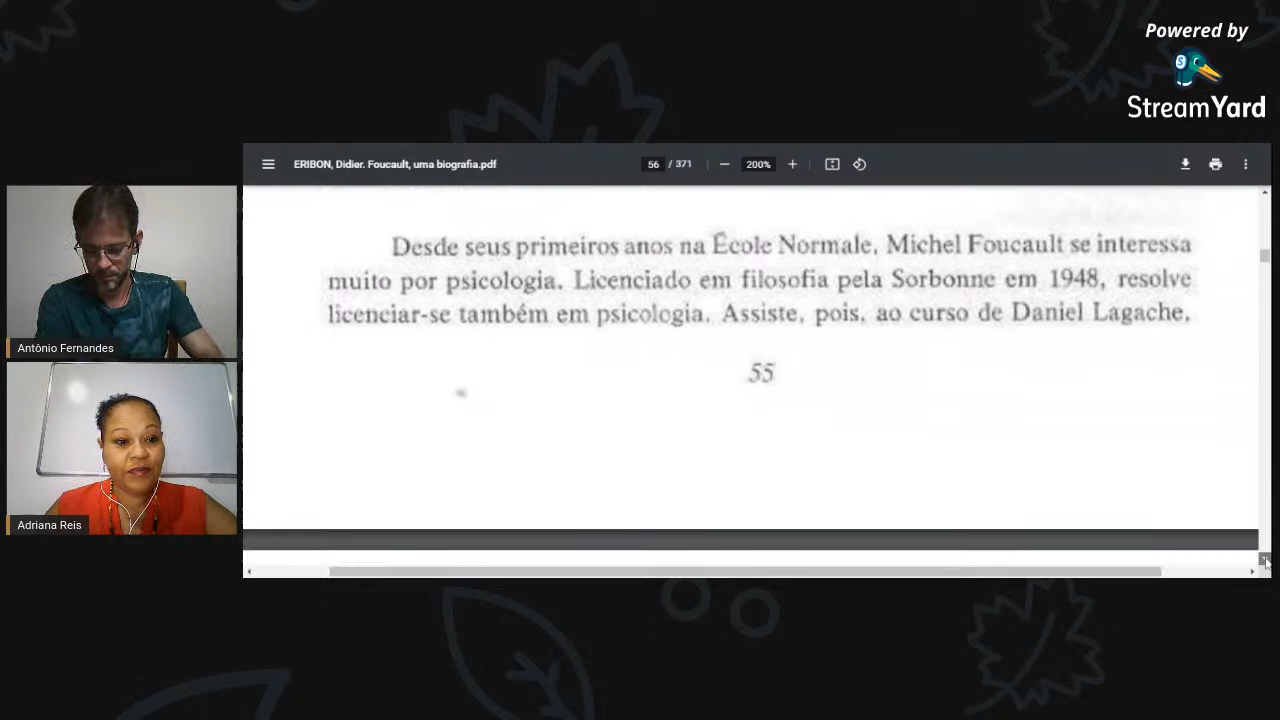 Powered by
StreamYard
ERIBON, Didier. Foucault, uma biografia.pdf
56 / 371
200%
Desde seus primeiros anos na École Normale, Michel Foucault se interessa
muito por psicologia. Licenciado em filosofia pela Sorbonne em 1948, resolve
licenciar-se também em psicologia. Assiste, pois, ao curso de Daniel Lagache,
55
Antônio Fernandes
Adriana Reis